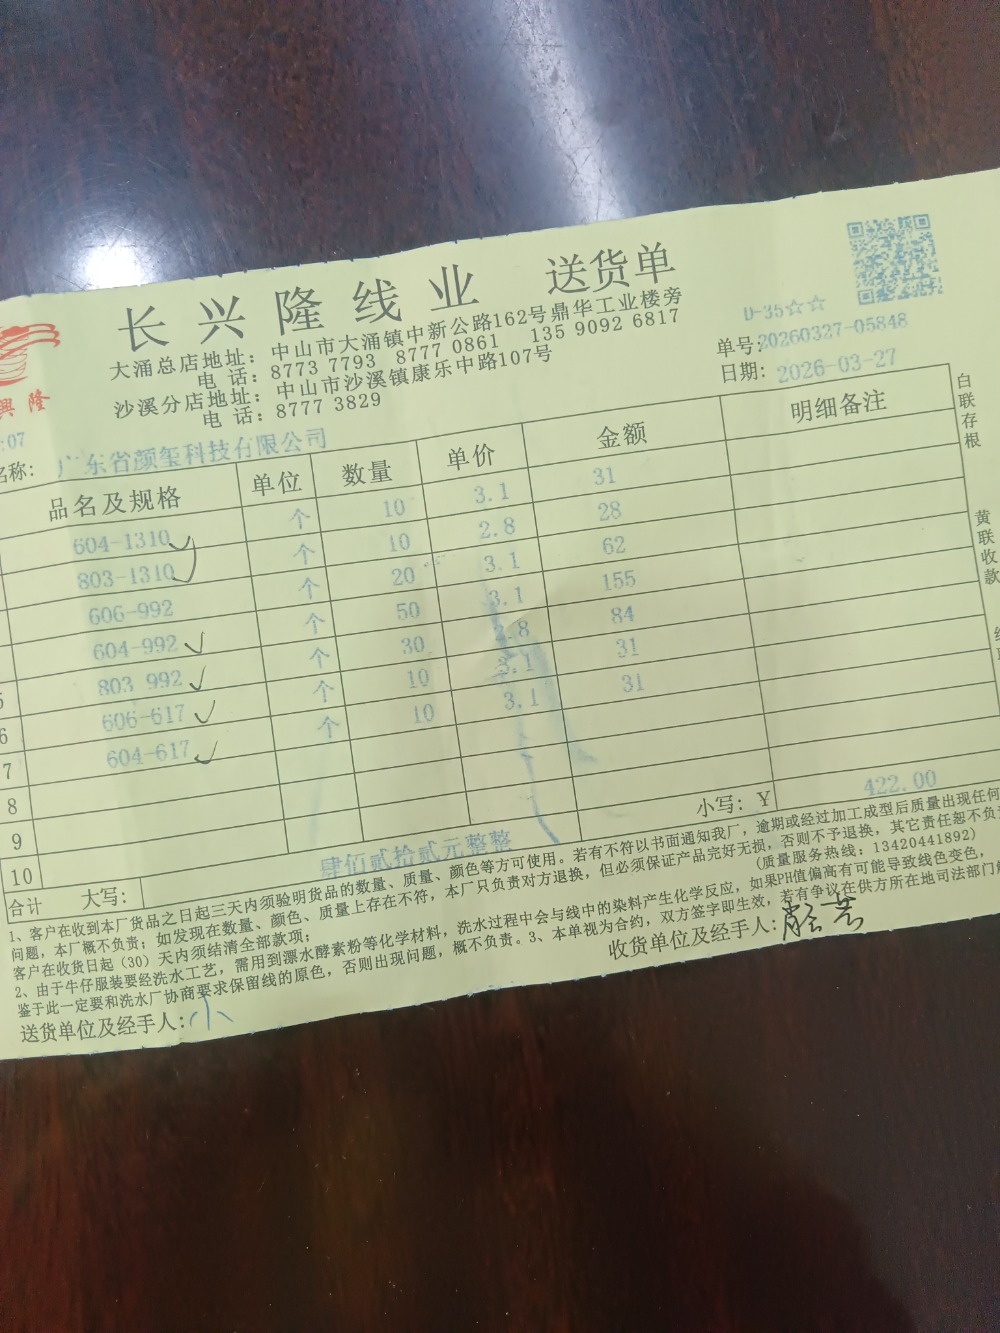 长兴隆线业 送货单
大涌总店地址：中山市大涌镇中新公路162号鼎华工业楼旁
电 话：8773 7793 8777 0861 135 9092 6817
沙溪分店地址：中山市沙溪镇康乐中路107号
电 话：8777 3829
D-35☆☆
单号:20260327-05848
日期: 2026-03-27
興隆
:07
名称: 广东省颜玺科技有限公司
品名及规格 单位 数量 单价 金额 明细备注
604-1310 个 10 3.1 31
803-1310 个 10 2.8 28
606-992 个 20 3.1 62
604-992 个 50 3.1 155
5 803-992 个 30 2.8 84
6 606-617 个 10 3.1 31
7 604-617 个 10 3.1 31
8
9
10
合计 大写: 肆佰贰拾贰元整整 小写: Y 422.00
1、客户在收到本厂货品之日起三天内须验明货品的数量、质量、颜色等方可使用。若有不符以书面通知我厂，逾期或经过加工成型后质量出现任何
问题，本厂概不负责；如发现在数量、颜色、质量上存在不符，本厂只负责对方退换，但必须保证产品完好无损，否则不予退换，其它责任恕不负责
客户在收货日起（30）天内须结清全部款项；（质量服务热线：13420441892）
2、由于牛仔服装要经洗水工艺，需用到漂水酵素粉等化学材料，洗水过程中会与线中的染料产生化学反应，如果PH值偏高有可能导致线色变色，
鉴于此一定要和洗水厂协商要求保留线的原色，否则出现问题，概不负责。3、本单视为合约，双方签字即生效，若有争议在供方所在地司法部门
送货单位及经手人: 小
收货单位及经手人:
白联存根
黄联收款